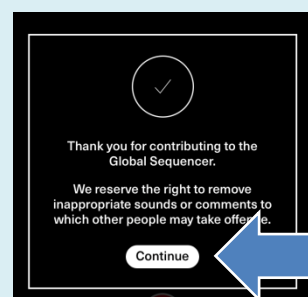 Thank you for contributing to the
Global Sequencer.
We reserve the right to remove
inappropriate sounds or comments to
which other people may take offence.
Continue